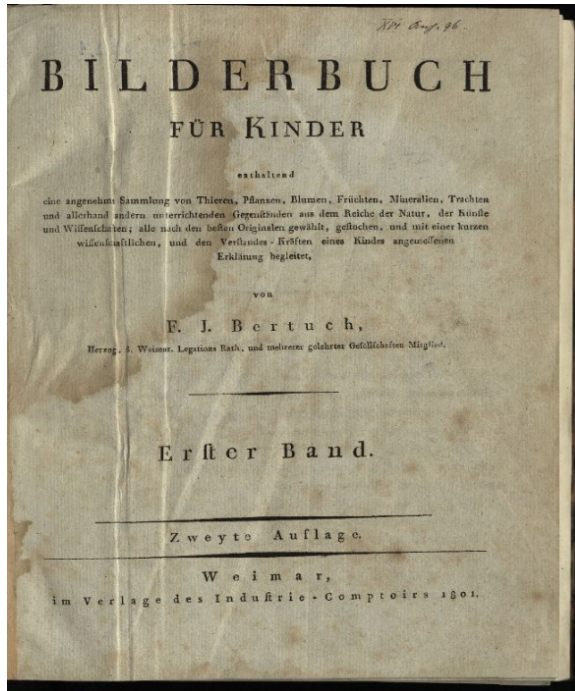 BILDERBUCH
FÜR KINDER
enthaltend
eine angenehme Sammlung von Thieren, Pflanzen, Blumen, Früchten, Mineralien, Trachten
und allerhand andern unterrichtenden Gegenſtänden aus dem Reiche der Natur, der Künſte
und Wiſſenſchaften; alle nach den beſten Originalen gewählt, geſtochen, und mit einer kurzen
wiſſenſchaftlichen, und den Verſtandes-Kräften eines Kindes angemeſſenen
Erklärung begleitet,
von
F. J. Bertuch,
Herzog. S. Weimar. Legations Rath, und mehrerer gelehrter Geſellſchaften Mitglied.
Erſter Band.
Zweyte Auflage.
Weimar,
im Verlage des Induſtrie-Comptoirs 1801.